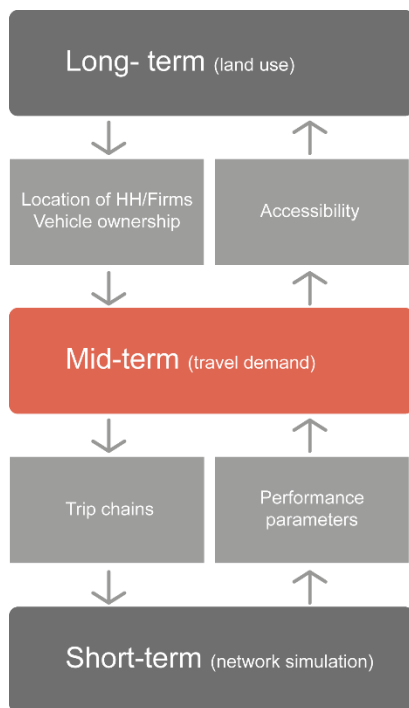 Long- term (land use)
Location of HH/Firms
Vehicle ownership
Accessibility
Mid-term (travel demand)
Trip chains
Performance
parameters
Short-term (network simulation)